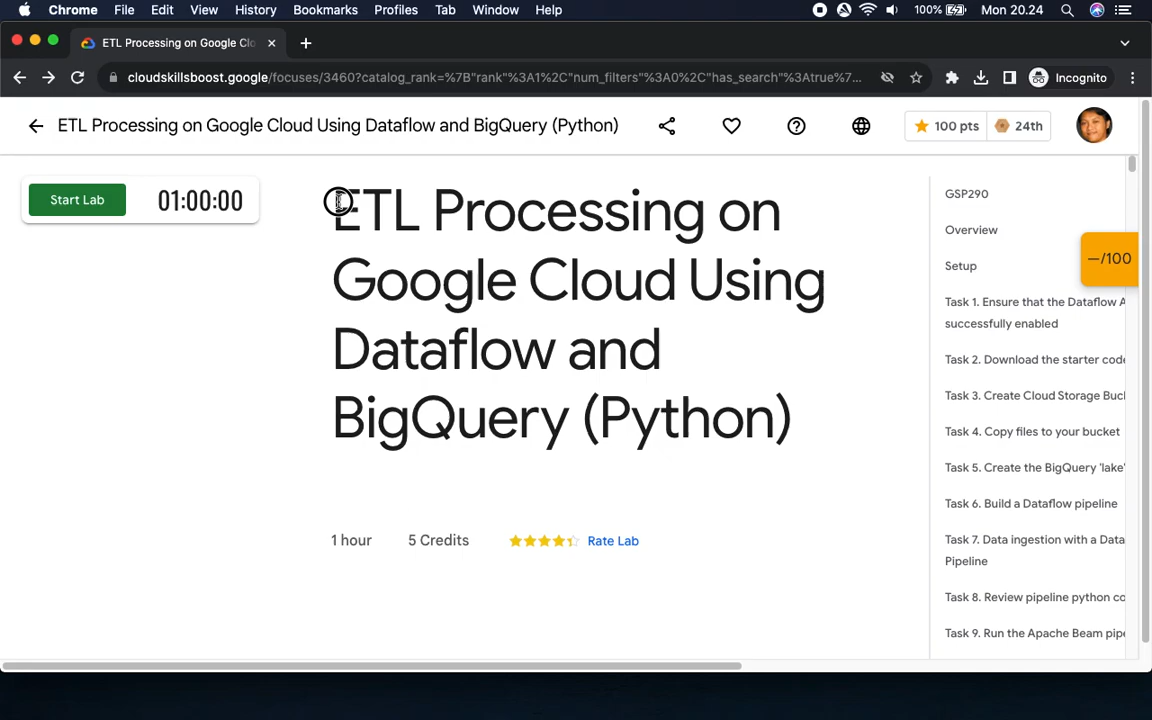 Chrome File Edit View History Bookmarks Profiles Tab Window Help 100% Mon 20.24
ETL Processing on Google Clo
cloudskillsboost.google/focuses/3460?catalog_rank=%7B"rank"%3A1%2C"num_filters"%3A0%2C"has_search"%3Atrue%7... Incognito
ETL Processing on Google Cloud Using Dataflow and BigQuery (Python) 100 pts 24th
Start Lab 01:00:00
ETL Processing on
Google Cloud Using
Dataflow and
BigQuery (Python)
1 hour 5 Credits Rate Lab
GSP290
Overview
Setup
–/100
Task 1. Ensure that the Dataflow A
successfully enabled
Task 2. Download the starter code
Task 3. Create Cloud Storage Buc
Task 4. Copy files to your bucket
Task 5. Create the BigQuery 'lake'
Task 6. Build a Dataflow pipeline
Task 7. Data ingestion with a Data
Pipeline
Task 8. Review pipeline python co
Task 9. Run the Apache Beam pipe